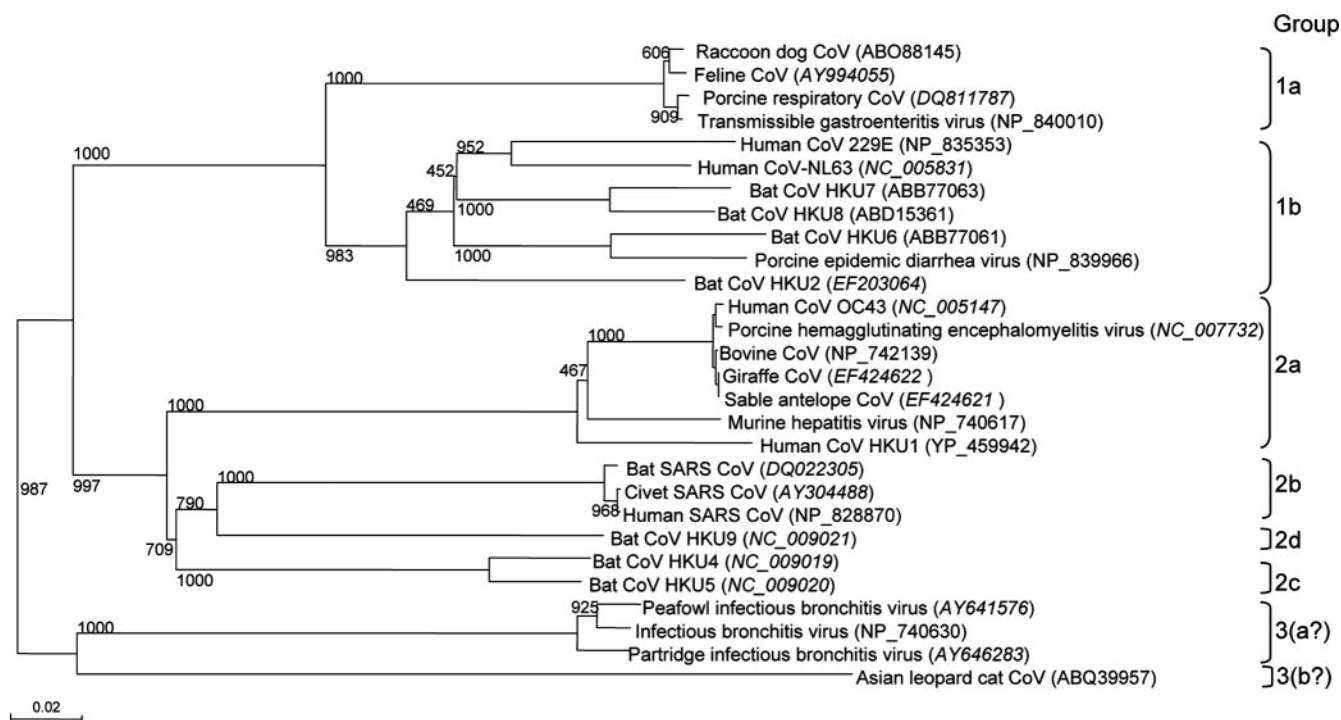 Group
606
Raccoon dog CoV (ABO88145)
1000
Feline CoV (AY994055)
1a
Porcine respiratory CoV (DQ811787)
909
Transmissible gastroenteritis virus (NP_840010)
952
Human CoV 229E (NP_835353)
1000
Human CoV-NL63 (NC_005831)
452
Bat CoV HKU7 (ABB77063)
469
1000
Bat CoV HKU8 (ABD15361)
1b
Bat CoV HKU6 (ABB77061)
983
1000
Porcine epidemic diarrhea virus (NP_839966)
Bat CoV HKU2 (EF203064)
Human CoV OC43 (NC_005147)
Porcine hemagglutinating encephalomyelitis virus (NC_007732)
1000
Bovine CoV (NP_742139)
467
Giraffe CoV (EF424622 )
2a
Sable antelope CoV (EF424621 )
1000
Murine hepatitis virus (NP_740617)
Human CoV HKU1 (YP_459942)
Bat SARS CoV (DQ022305)
1000
987
997
Civet SARS CoV (AY304488)
2b
790
968
Human SARS CoV (NP_828870)
Bat CoV HKU9 (NC_009021)
2d
709
Bat CoV HKU4 (NC_009019)
1000
Bat CoV HKU5 (NC_009020)
2c
925
Peafowl infectious bronchitis virus (AY641576)
1000
Infectious bronchitis virus (NP_740630)
3(a?)
Partridge infectious bronchitis virus (AY646283)
Asian leopard cat CoV (ABQ39957)
3(b?)
0.02